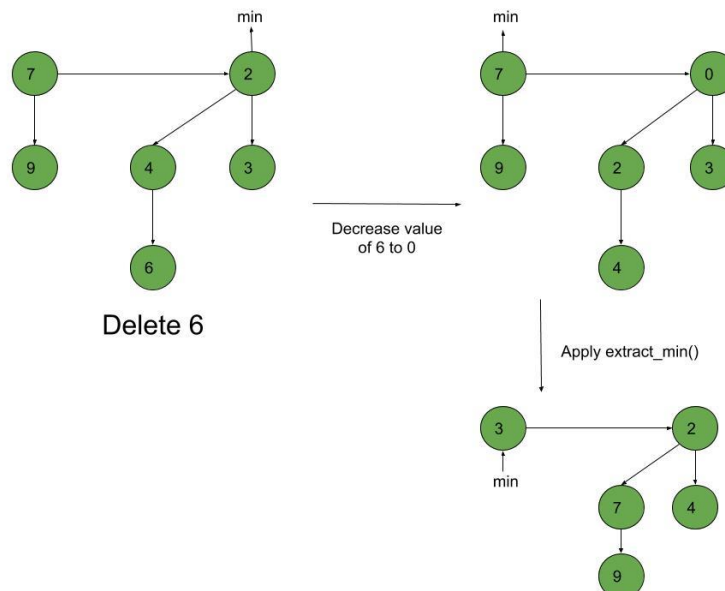 min
7
2
9
4
3
6
Delete 6
Decrease value
of 6 to 0
min
7
0
9
2
3
4
Apply extract_min()
3
2
min
7
4
9